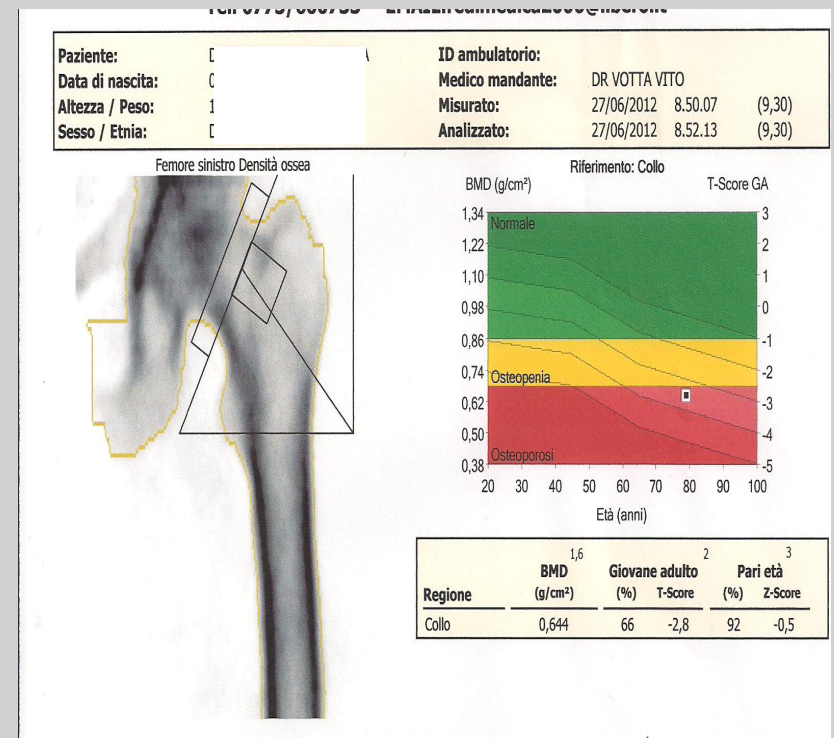 Paziente:
Data di nascita:
Altezza / Peso:
Sesso / Etnia:
ID ambulatorio:
Medico mandante: DR VOTTA VITO
Misurato: 27/06/2012 8.50.07 (9,30)
Analizzato: 27/06/2012 8.52.13 (9,30)
Femore sinistro Densità ossea
Riferimento: Collo
BMD (g/cm²) T-Score GA
1,34 3
Normale
1,22 2
1,10 1
0,98 0
0,86 -1
0,74 -2
Osteopenia
0,62 -3
0,50 -4
Osteoporosi
0,38 -5
20 30 40 50 60 70 80 90 100
Età (anni)
1,6 2 3
BMD Giovane adulto Pari età
Regione (g/cm²) (%) T-Score (%) Z-Score
Collo 0,644 66 -2,8 92 -0,5